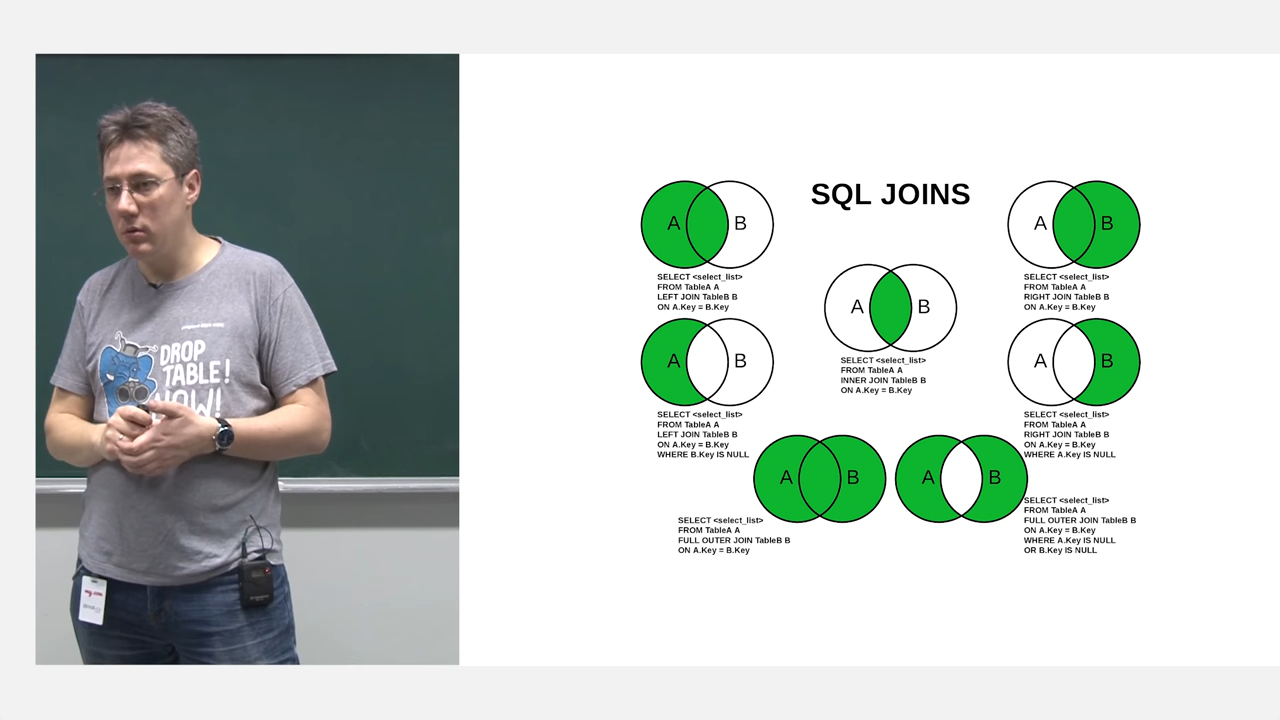 DROP
TABLE!
NOW!
SQL JOINS
A
B
SELECT <select_list>
FROM TableA A
LEFT JOIN TableB B
ON A.Key = B.Key
A
B
SELECT <select_list>
FROM TableA A
RIGHT JOIN TableB B
ON A.Key = B.Key
A
B
SELECT <select_list>
FROM TableA A
INNER JOIN TableB B
ON A.Key = B.Key
A
B
SELECT <select_list>
FROM TableA A
LEFT JOIN TableB B
ON A.Key = B.Key
WHERE B.Key IS NULL
A
B
SELECT <select_list>
FROM TableA A
RIGHT JOIN TableB B
ON A.Key = B.Key
WHERE A.Key IS NULL
A
B
SELECT <select_list>
FROM TableA A
FULL OUTER JOIN TableB B
ON A.Key = B.Key
A
B
SELECT <select_list>
FROM TableA A
FULL OUTER JOIN TableB B
ON A.Key = B.Key
WHERE A.Key IS NULL
OR B.Key IS NULL